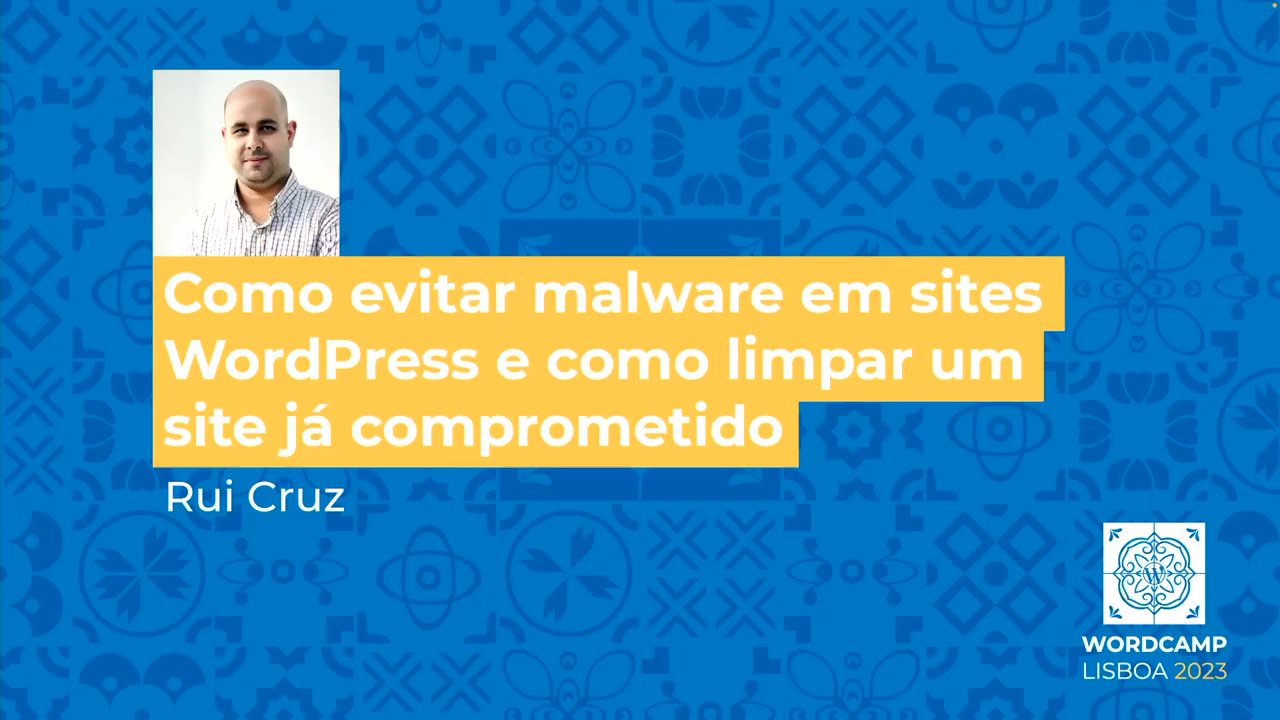 Como evitar malware em sites
WordPress e como limpar um
site já comprometido
Rui Cruz
W
WORDCAMP
LISBOA 2023